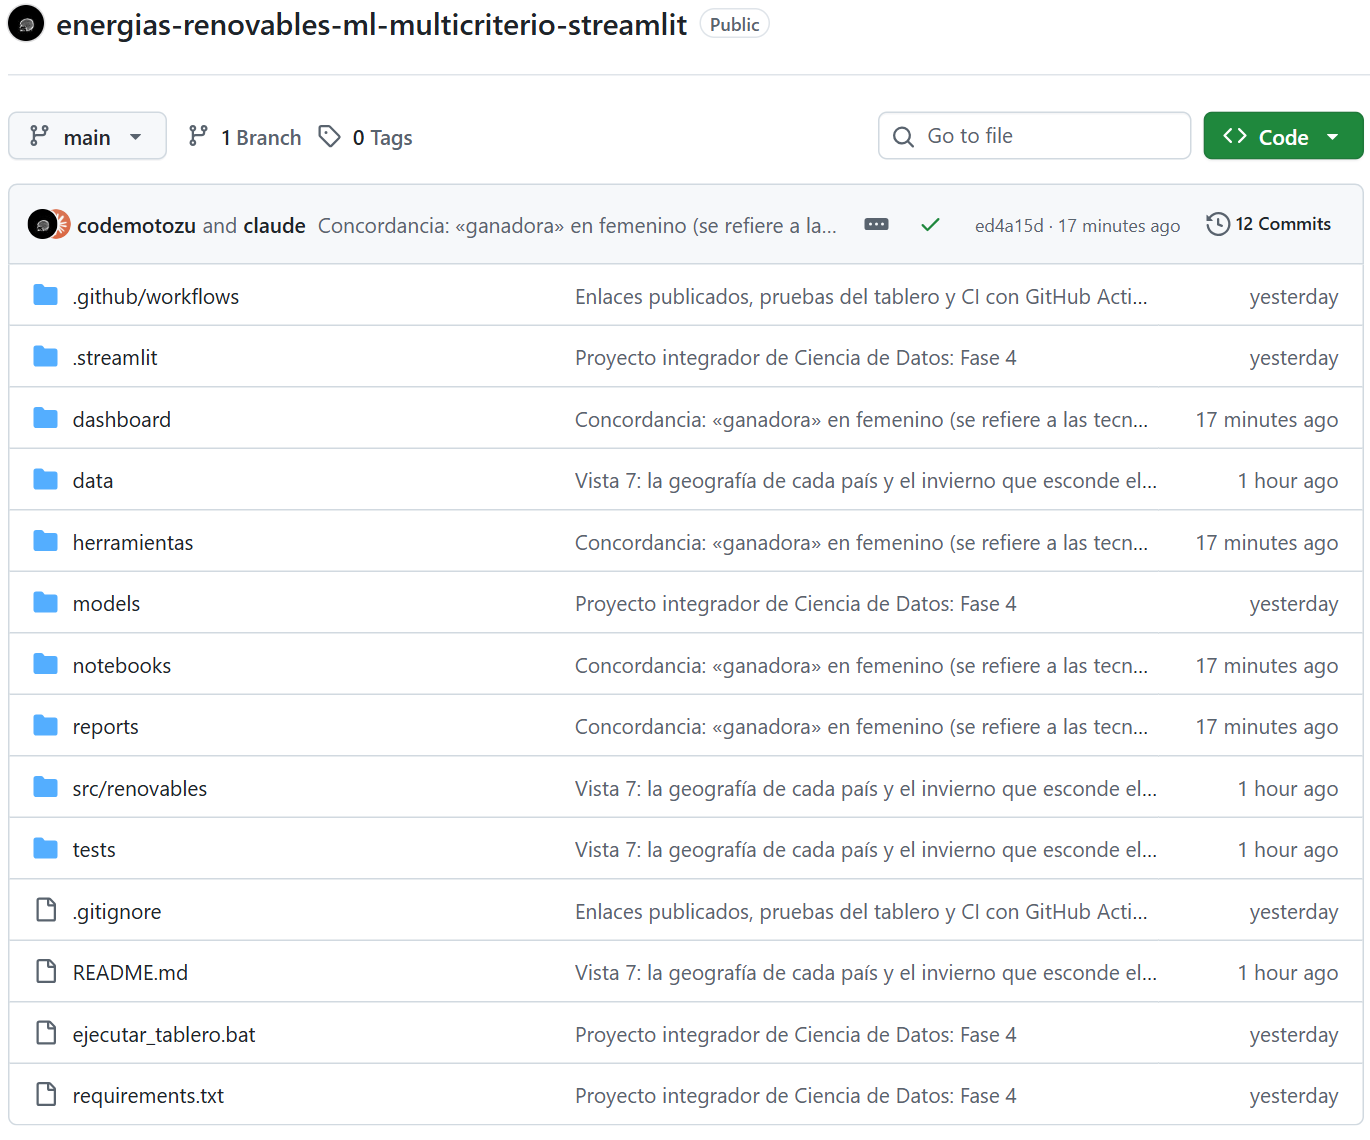 energias-renovables-ml-multicriterio-streamlit Public
main 1 Branch 0 Tags Go to file Code
codemotozu and claude Concordancia: «ganadora» en femenino (se refiere a la... ed4a15d · 17 minutes ago 12 Commits
.github/workflows Enlaces publicados, pruebas del tablero y CI con GitHub Acti... yesterday
.streamlit Proyecto integrador de Ciencia de Datos: Fase 4 yesterday
dashboard Concordancia: «ganadora» en femenino (se refiere a las tecn... 17 minutes ago
data Vista 7: la geografía de cada país y el invierno que esconde el... 1 hour ago
herramientas Concordancia: «ganadora» en femenino (se refiere a las tecn... 17 minutes ago
models Proyecto integrador de Ciencia de Datos: Fase 4 yesterday
notebooks Concordancia: «ganadora» en femenino (se refiere a las tecn... 17 minutes ago
reports Concordancia: «ganadora» en femenino (se refiere a las tecn... 17 minutes ago
src/renovables Vista 7: la geografía de cada país y el invierno que esconde el... 1 hour ago
tests Vista 7: la geografía de cada país y el invierno que esconde el... 1 hour ago
.gitignore Enlaces publicados, pruebas del tablero y CI con GitHub Acti... yesterday
README.md Vista 7: la geografía de cada país y el invierno que esconde el... 1 hour ago
ejecutar_tablero.bat Proyecto integrador de Ciencia de Datos: Fase 4 yesterday
requirements.txt Proyecto integrador de Ciencia de Datos: Fase 4 yesterday